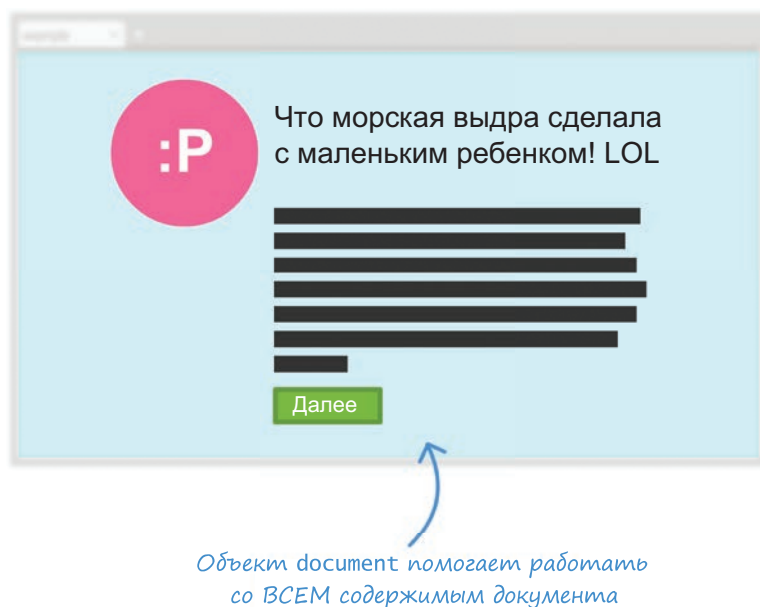 :P
Что морская выдра сделала
с маленьким ребенком! LOL
Далее
Объект document помогает работать
со ВСЕМ содержимым документа